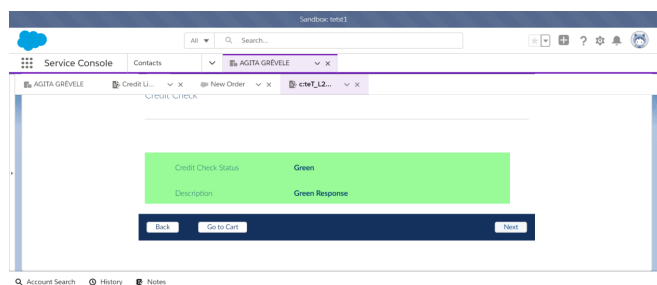 Sandbox: tetst1
All Search...
Service Console Contacts AGITA GRĒVELE
AGITA GRĒVELE Credit Li... New Order c:teT_L2...
Credit Check
Credit Check Status Green
Description Green Response
Back Go to Cart Next
Account Search History Notes